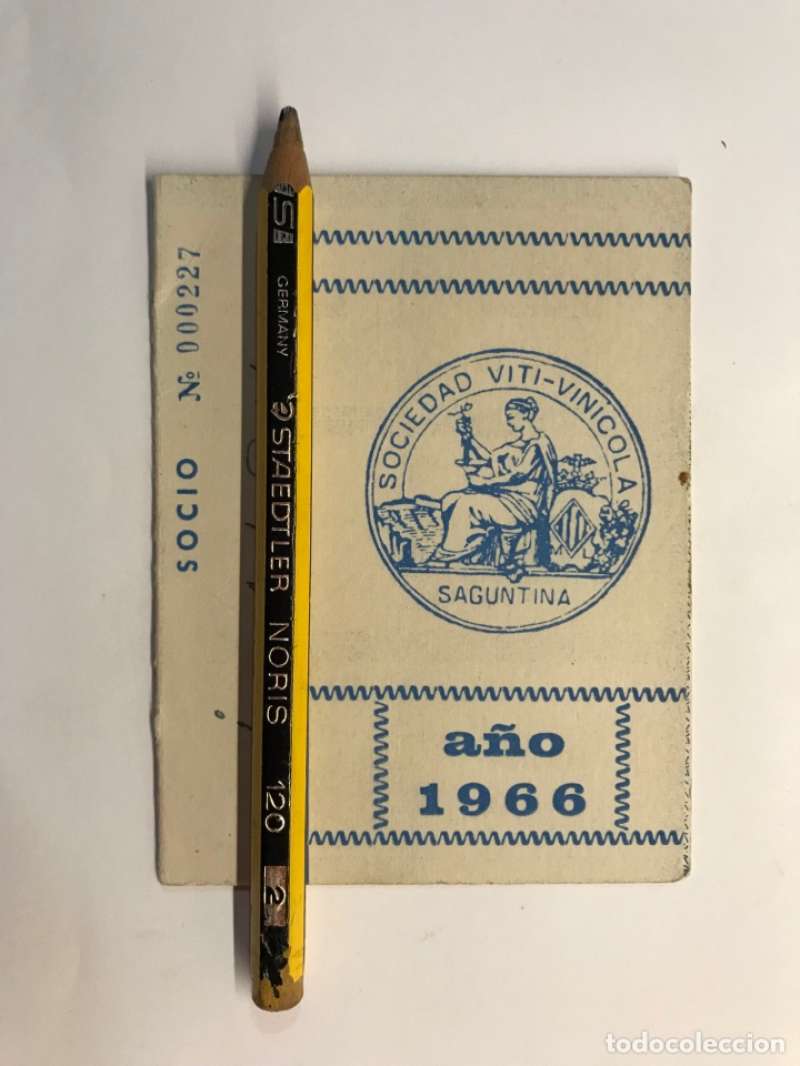 SOCIO Nº 000227
SOCIEDAD VITI-VINICOLA
SAGUNTINA
año
1966
GERMANY STAEDTLER NORIS 120 2
todocoleccion